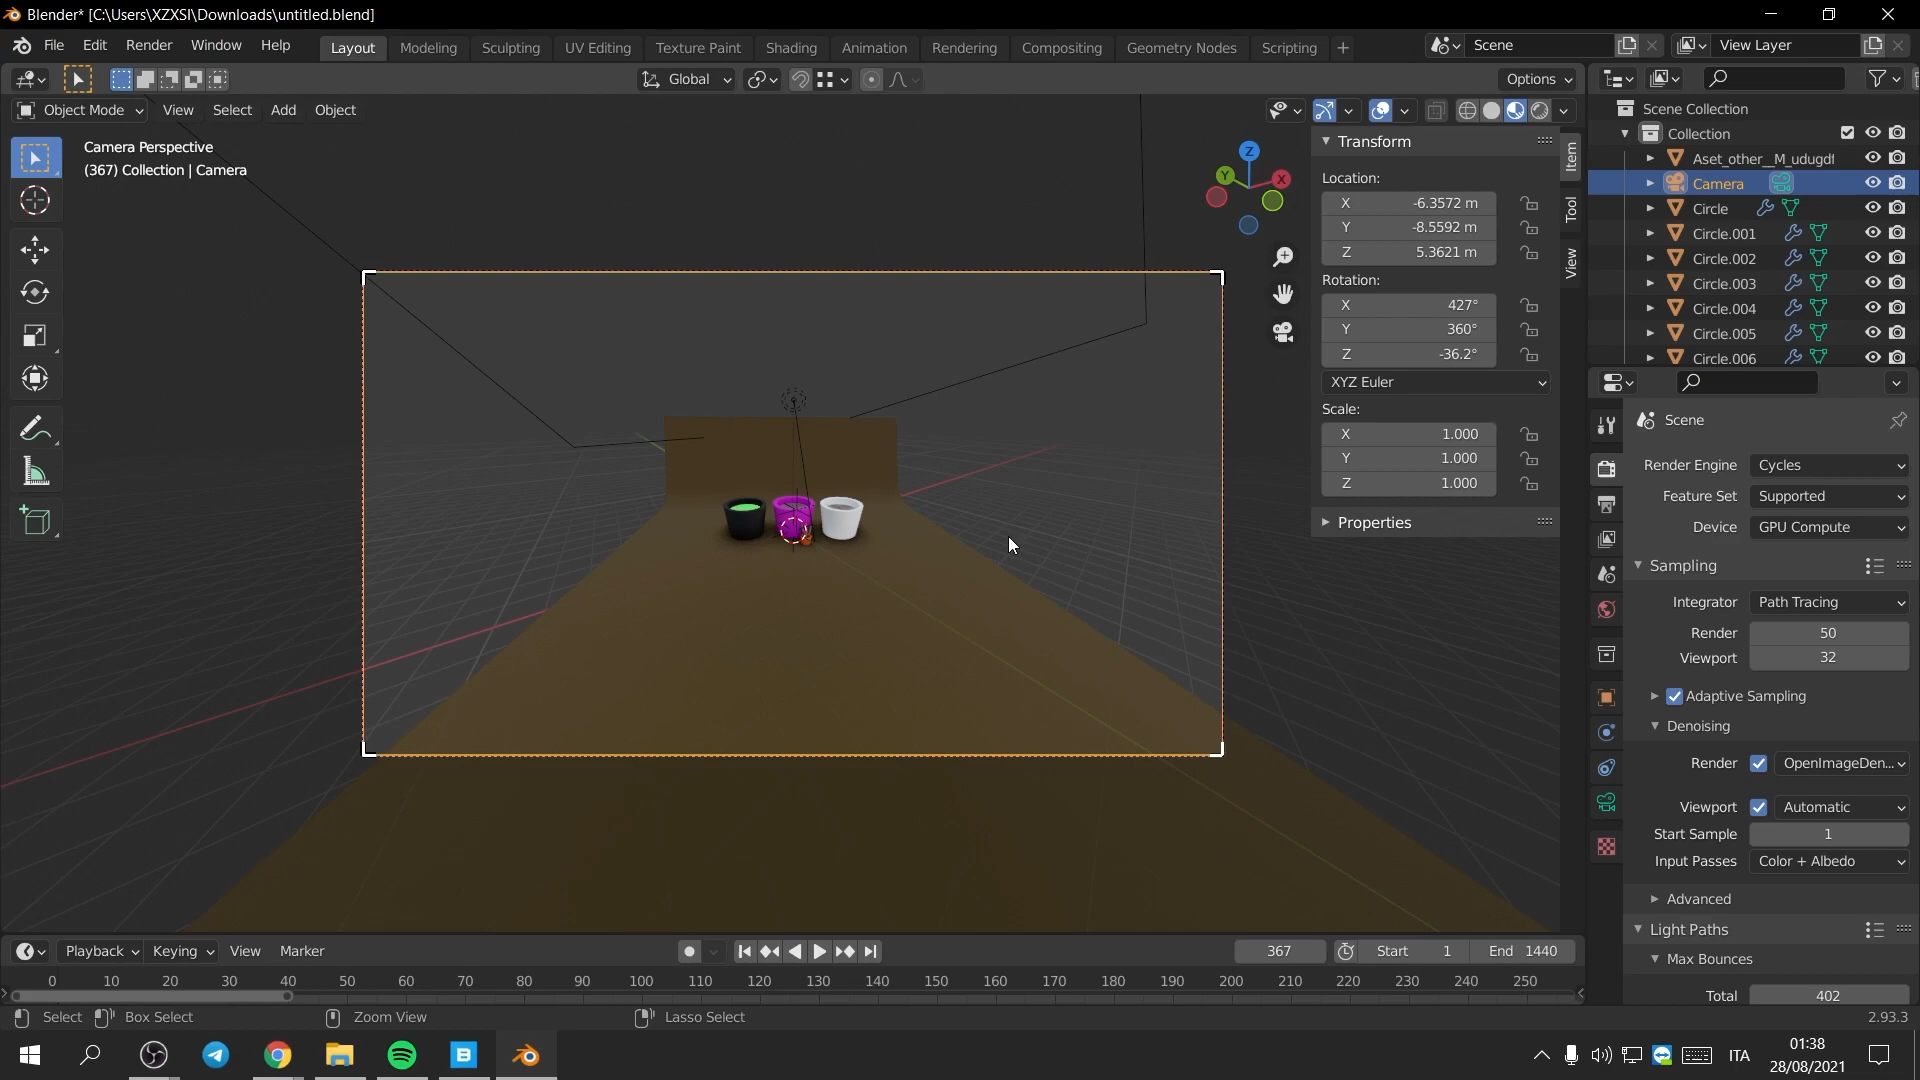 Blender* [C:\Users\XZXSI\Downloads\untitled.blend]
File Edit Render Window Help Layout Modeling Sculpting UV Editing Texture Paint Shading Animation Rendering Compositing Geometry Nodes Scripting + Scene View Layer
Global Options
Object Mode View Select Add Object
Camera Perspective
(367) Collection | Camera
Z
Y
X
Transform
Location:
X -6.3572 m
Y -8.5592 m
Z 5.3621 m
Rotation:
X 427°
Y 360°
Z -36.2°
XYZ Euler
Scale:
X 1.000
Y 1.000
Z 1.000
Properties
Item
Tool
View
Scene Collection
Collection
Aset_other__M_udugdl
Camera
Circle
Circle.001
Circle.002
Circle.003
Circle.004
Circle.005
Circle.006
Scene
Render Engine Cycles
Feature Set Supported
Device GPU Compute
Sampling
Integrator Path Tracing
Render 50
Viewport 32
Adaptive Sampling
Denoising
Render OpenImageDen...
Viewport Automatic
Start Sample 1
Input Passes Color + Albedo
Advanced
Light Paths
Max Bounces
Total 402
Playback Keying View Marker 367 Start 1 End 1440
0 10 20 30 40 50 60 70 80 90 100 110 120 130 140 150 160 170 180 190 200 210 220 230 240 250
Select Box Select Zoom View Lasso Select 2.93.3
B
ITA
01:38
28/08/2021